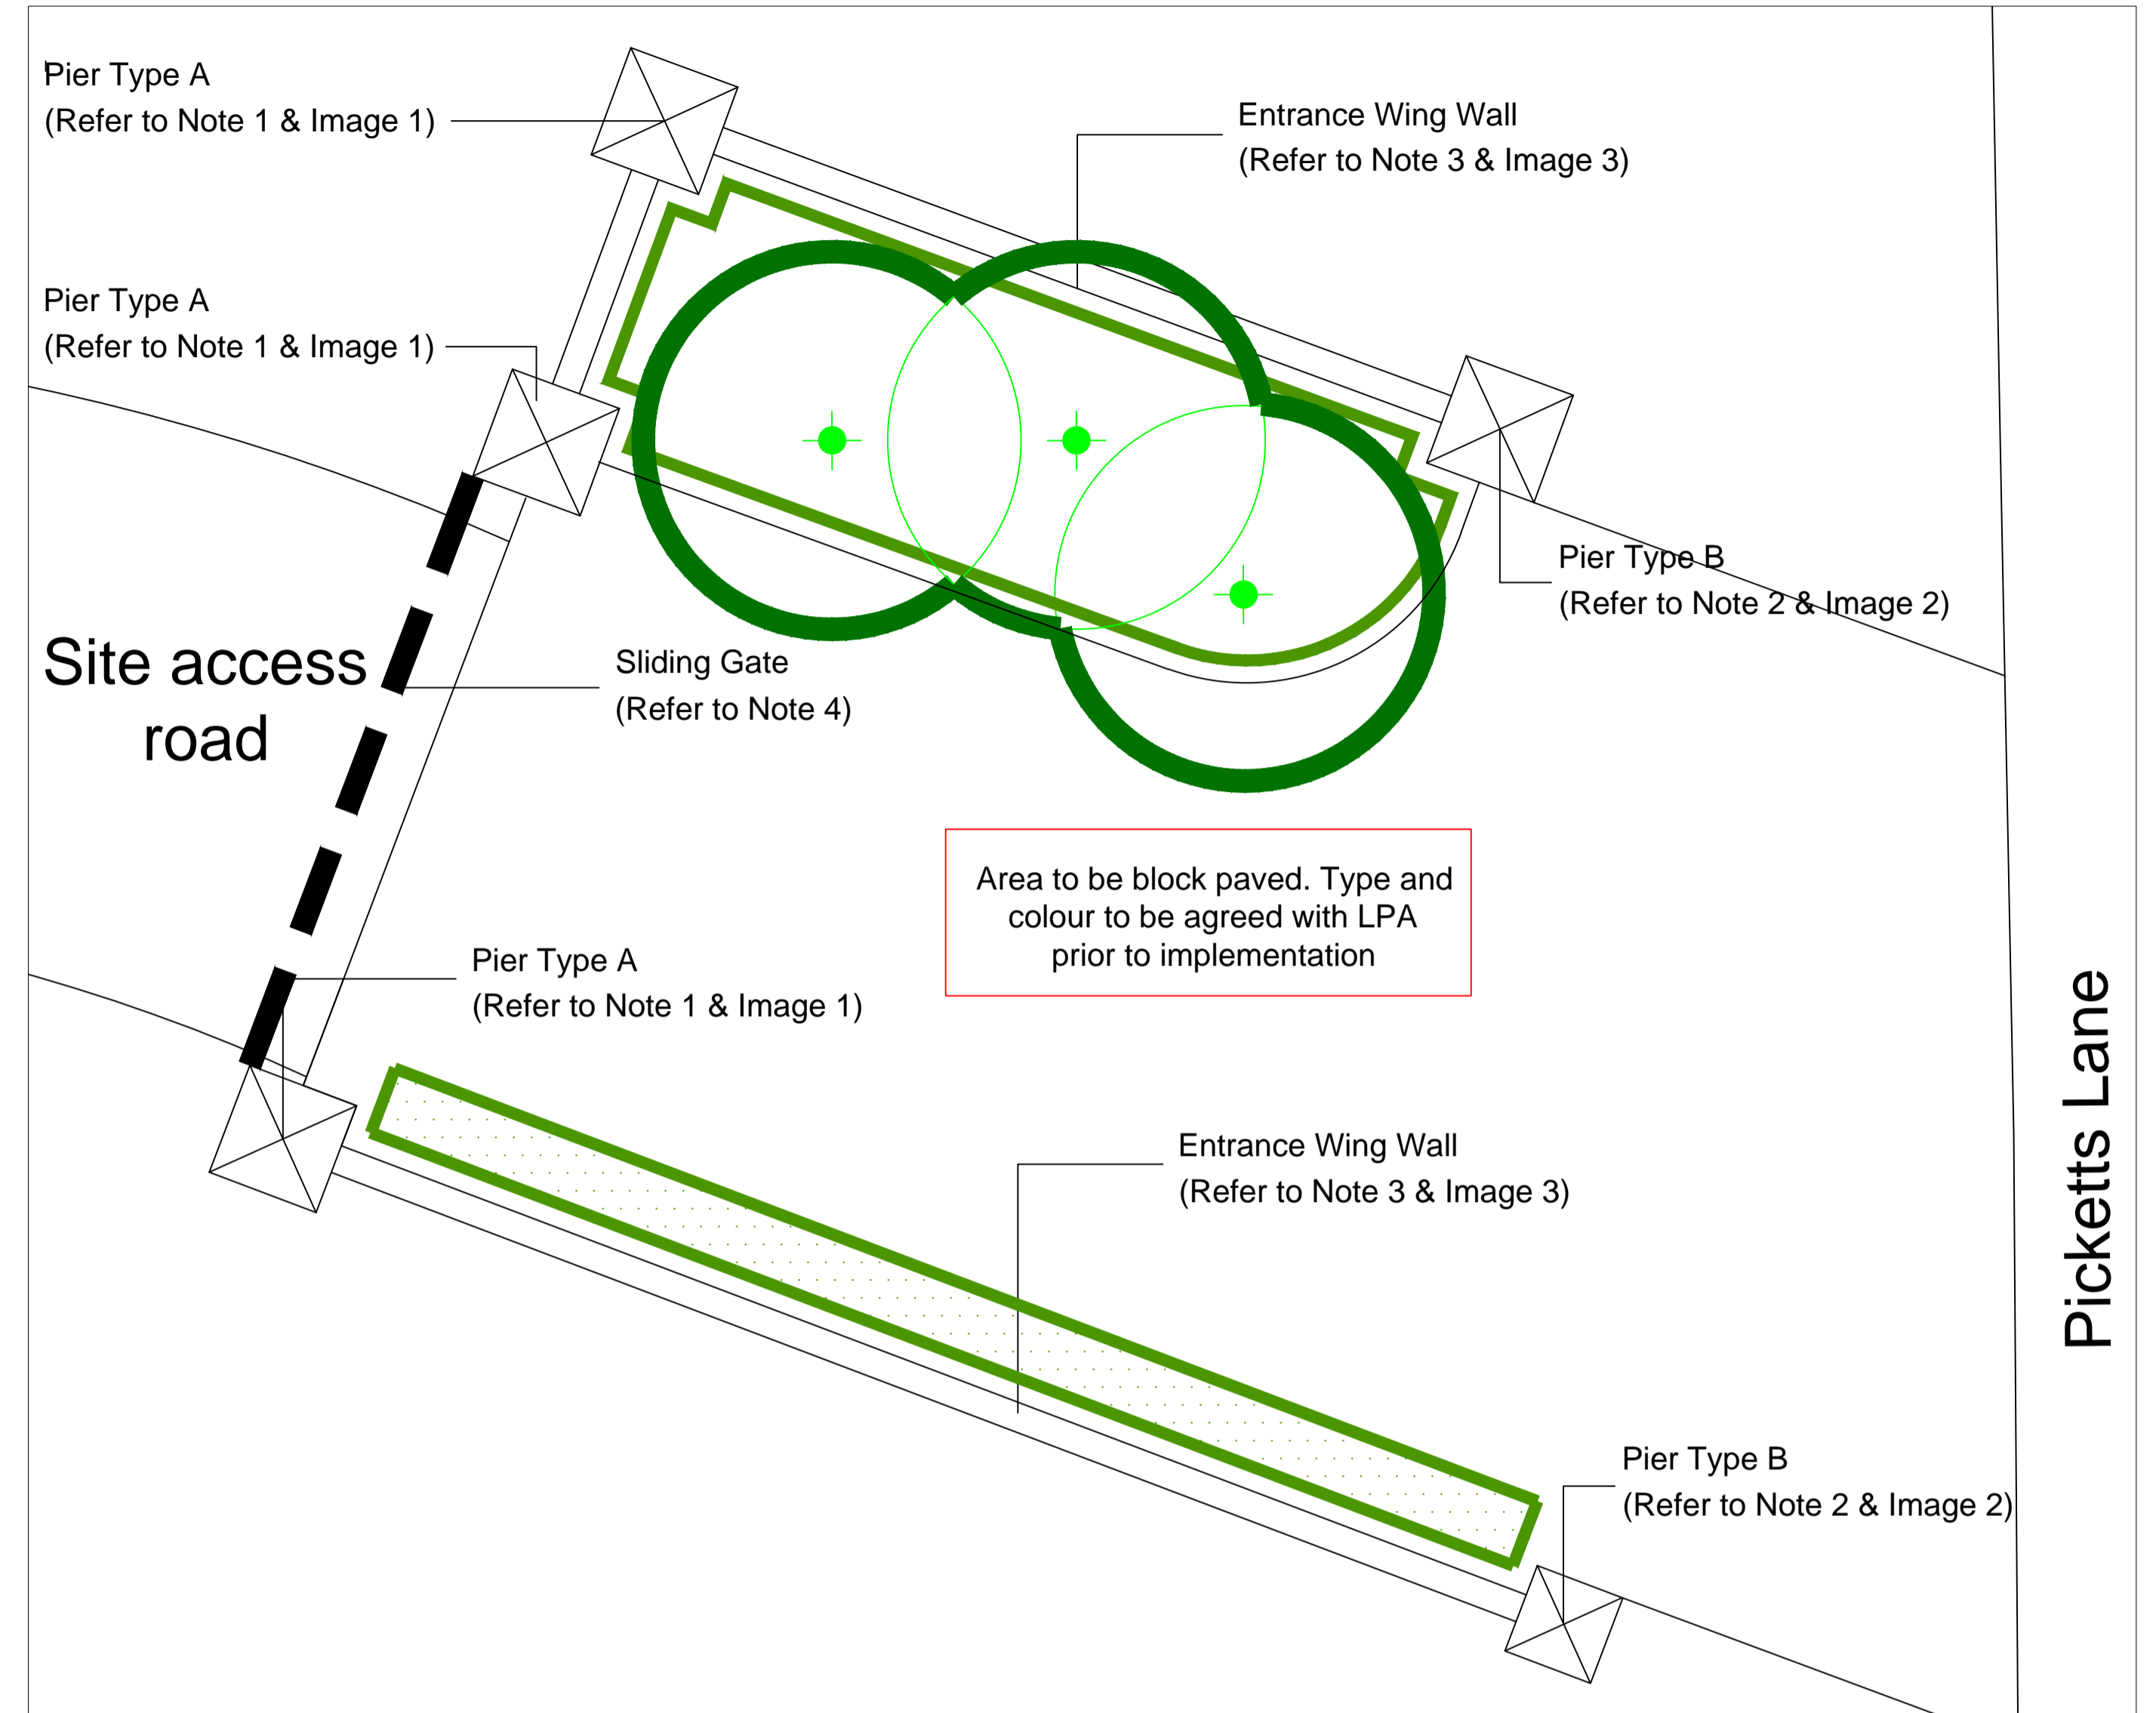 Pier Type A
(Refer to Note 1 & Image 1)
Entrance Wing Wall
(Refer to Note 3 & Image 3)
Pier Type A
(Refer to Note 1 & Image 1)
Pier Type B
(Refer to Note 2 & Image 2)
Site access
road
Sliding Gate
(Refer to Note 4)
Area to be block paved. Type and
colour to be agreed with LPA
prior to implementation
Pier Type A
(Refer to Note 1 & Image 1)
Picketts Lane
Entrance Wing Wall
(Refer to Note 3 & Image 3)
Pier Type B
(Refer to Note 2 & Image 2)